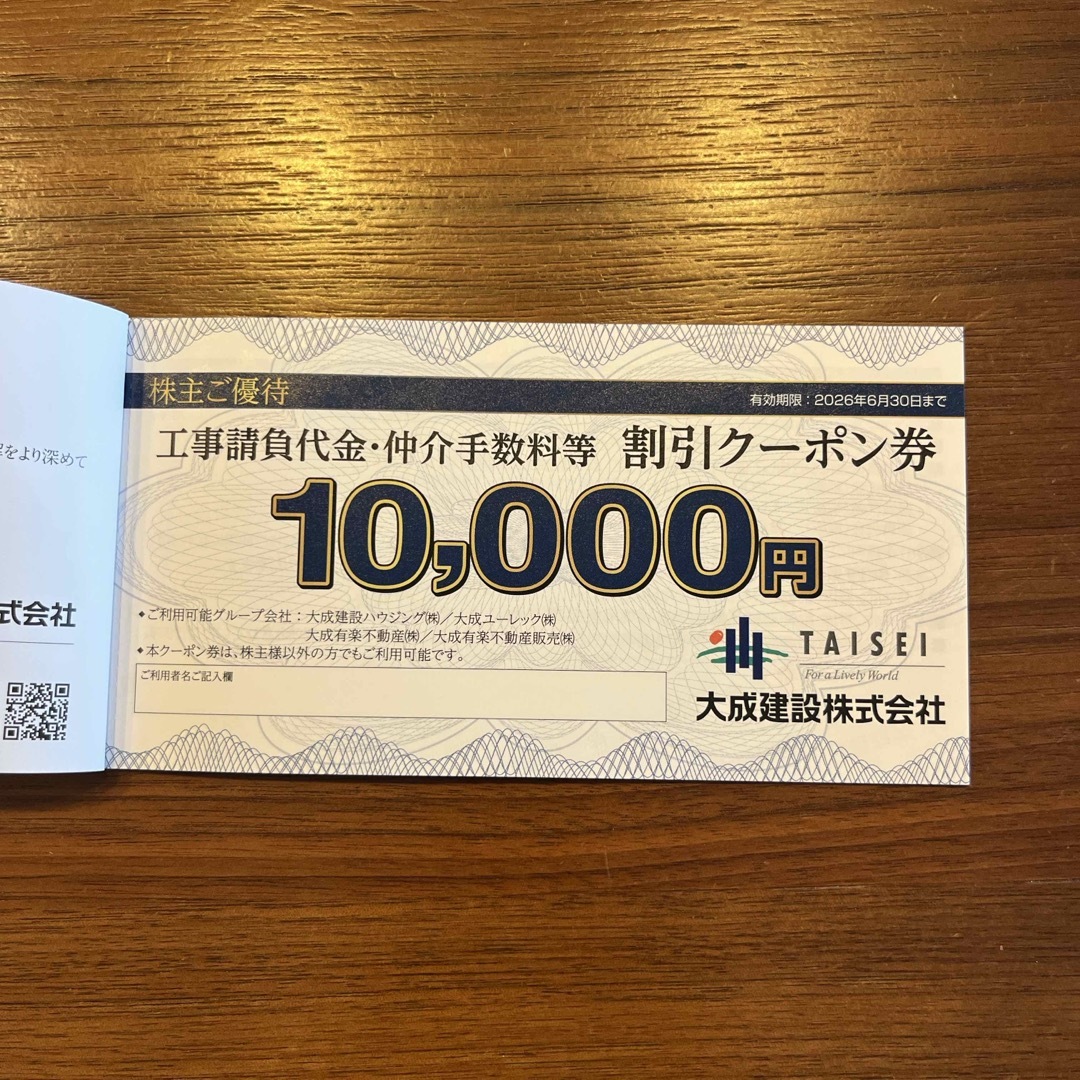 をより深めて
式会社
株主ご優待
有効期限：2026年6月30日まで
工事請負代金・仲介手数料等 割引クーポン券
10,000円
◆ご利用可能グループ会社：大成建設ハウジング㈱／大成ユーレック㈱
大成有楽不動産㈱／大成有楽不動産販売㈱
◆本クーポン券は、株主様以外の方でもご利用可能です。
ご利用者名ご記入欄
TAISEI
For a Lively World
大成建設株式会社